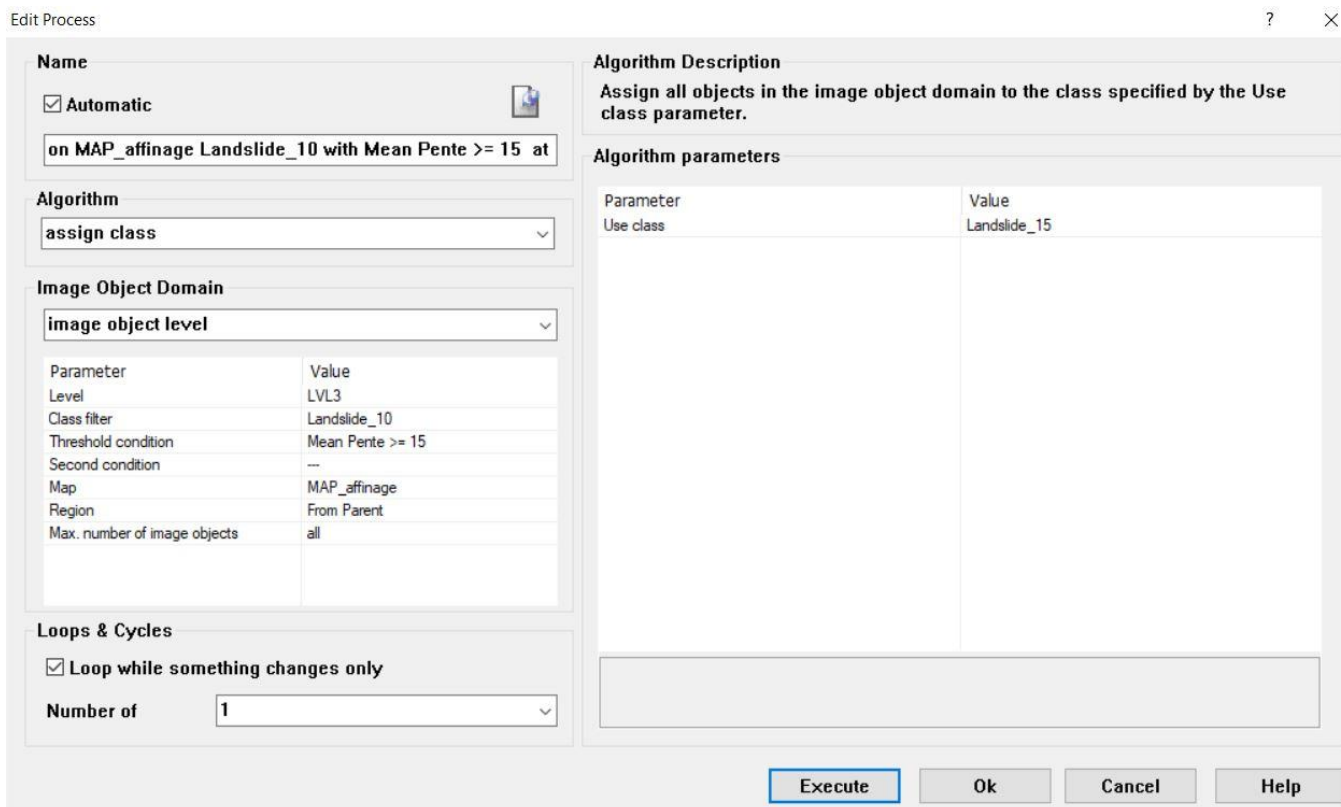 Edit Process
?
Name
Automatic
on MAP_affinage Landslide_10 with Mean Pente >= 15 at
Algorithm
assign class
Image Object Domain
image object level
Parameter Value
Level LVL3
Class filter Landslide_10
Threshold condition Mean Pente >= 15
Second condition ---
Map MAP_affinage
Region From Parent
Max. number of image objects all
Loops & Cycles
Loop while something changes only
Number of 1
Algorithm Description
Assign all objects in the image object domain to the class specified by the Use
class parameter.
Algorithm parameters
Parameter Value
Use class Landslide_15
Execute Ok Cancel Help